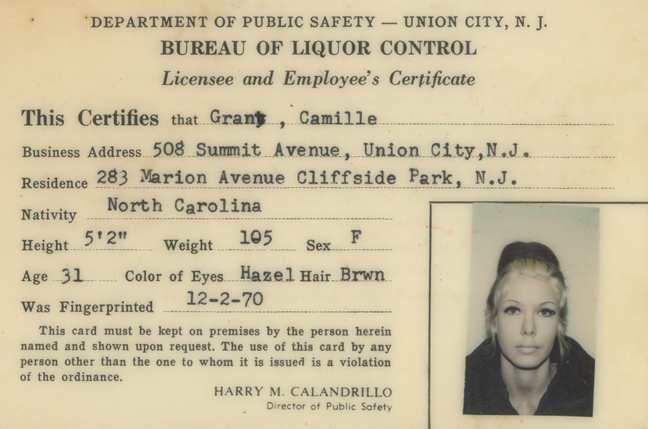 DEPARTMENT OF PUBLIC SAFETY — UNION CITY, N. J.
BUREAU OF LIQUOR CONTROL
Licensee and Employee's Certificate
This Certifies that Grant , Camille
Business Address 508 Summit Avenue, Union City,N.J.
Residence 283 Marion Avenue Cliffside Park, N.J.
Nativity North Carolina
Height 5'2" Weight 105 Sex F
Age 31 Color of Eyes Hazel Hair Brwn
Was Fingerprinted 12-2-70
This card must be kept on premises by the person herein
named and shown upon request. The use of this card by any
person other than the one to whom it is issued is a violation
of the ordinance.
HARRY M. CALANDRILLO
Director of Public Safety